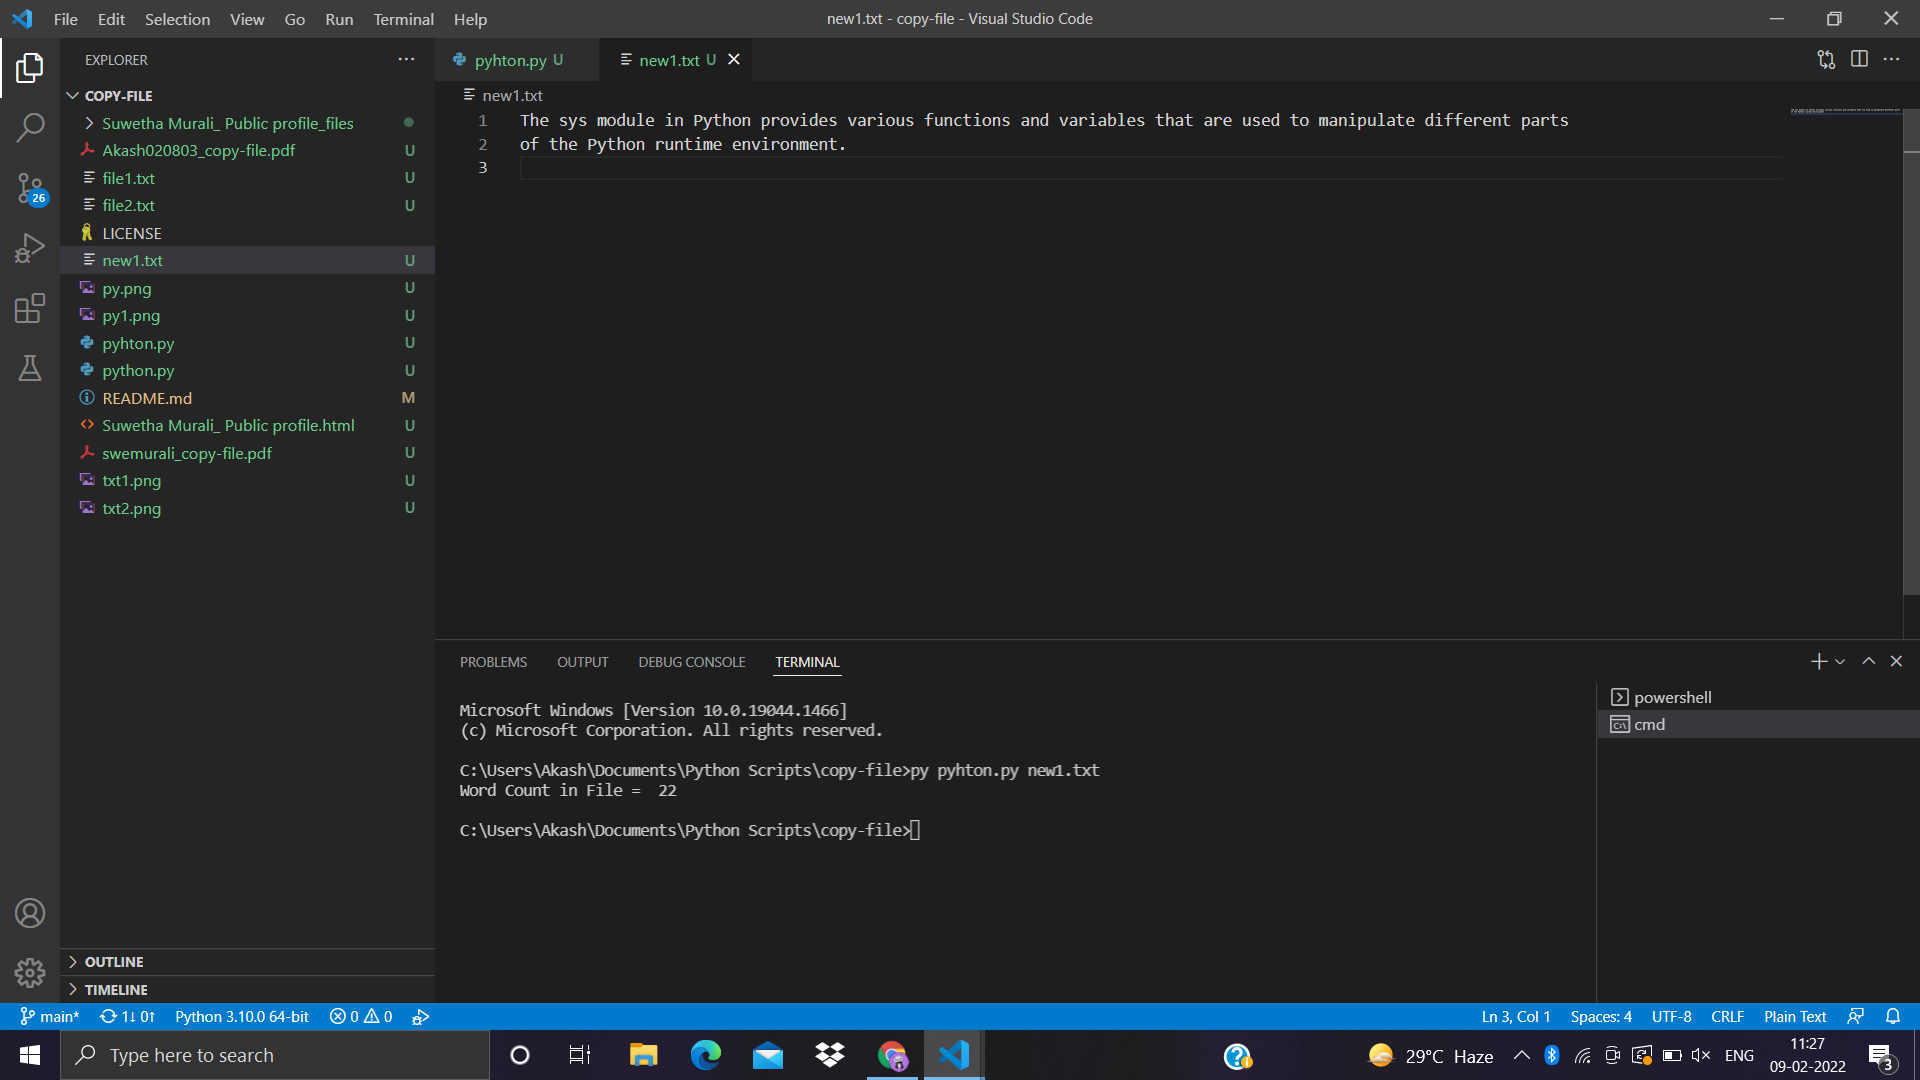 File Edit Selection View Go Run Terminal Help
new1.txt - copy-file - Visual Studio Code
EXPLORER
COPY-FILE
Suwetha Murali_ Public profile_files
Akash020803_copy-file.pdf U
file1.txt U
file2.txt U
LICENSE
new1.txt U
py.png U
py1.png U
pyhton.py U
python.py U
README.md M
Suwetha Murali_ Public profile.html U
swemurali_copy-file.pdf U
txt1.png U
txt2.png U
OUTLINE
TIMELINE
26
pyhton.py U
new1.txt U
new1.txt
1 The sys module in Python provides various functions and variables that are used to manipulate different parts
2 of the Python runtime environment.
3
PROBLEMS OUTPUT DEBUG CONSOLE TERMINAL
Microsoft Windows [Version 10.0.19044.1466]
(c) Microsoft Corporation. All rights reserved.
C:\Users\Akash\Documents\Python Scripts\copy-file>py pyhton.py new1.txt
Word Count in File =  22
C:\Users\Akash\Documents\Python Scripts\copy-file>
powershell
cmd
main* 1↓ 0↑ Python 3.10.0 64-bit 0 0
Ln 3, Col 1 Spaces: 4 UTF-8 CRLF Plain Text
Type here to search
29°C Haze
ENG
11:27
09-02-2022
3